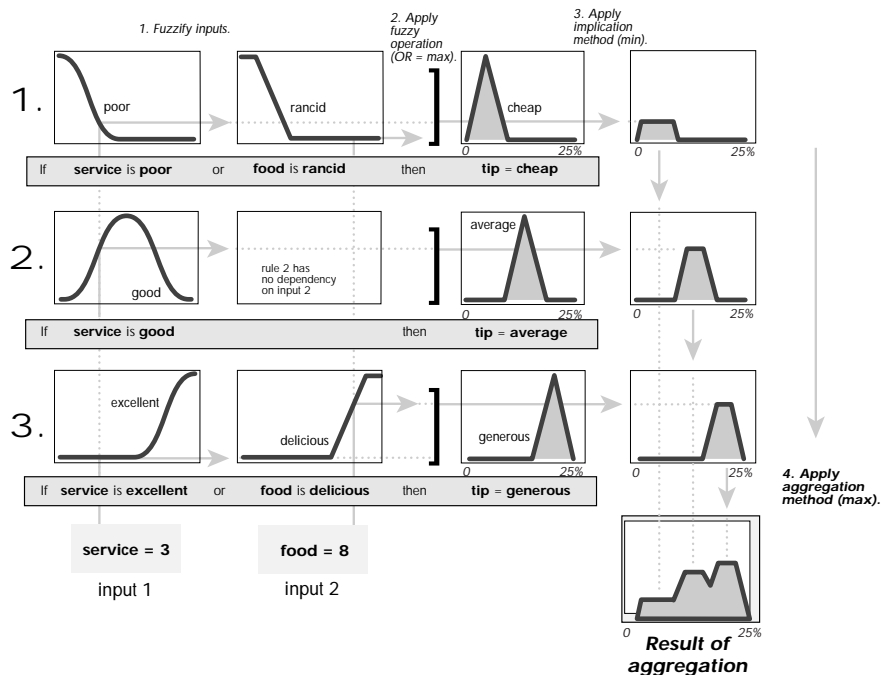 1. Fuzzify inputs.
2. Apply
fuzzy
operation
(OR = max).
3. Apply
implication
method (min).
1.
poor
rancid
cheap
0
25%
0
25%
If service is poor or food is rancid then tip = cheap
2.
good
rule 2 has
no dependency
on input 2
average
0
25%
0
25%
If service is good then tip = average
3.
excellent
delicious
generous
0
25%
0
25%
If service is excellent or food is delicious then tip = generous
4. Apply
aggregation
method (max).
service = 3
food = 8
input 1
input 2
0
25%
Result of
aggregation